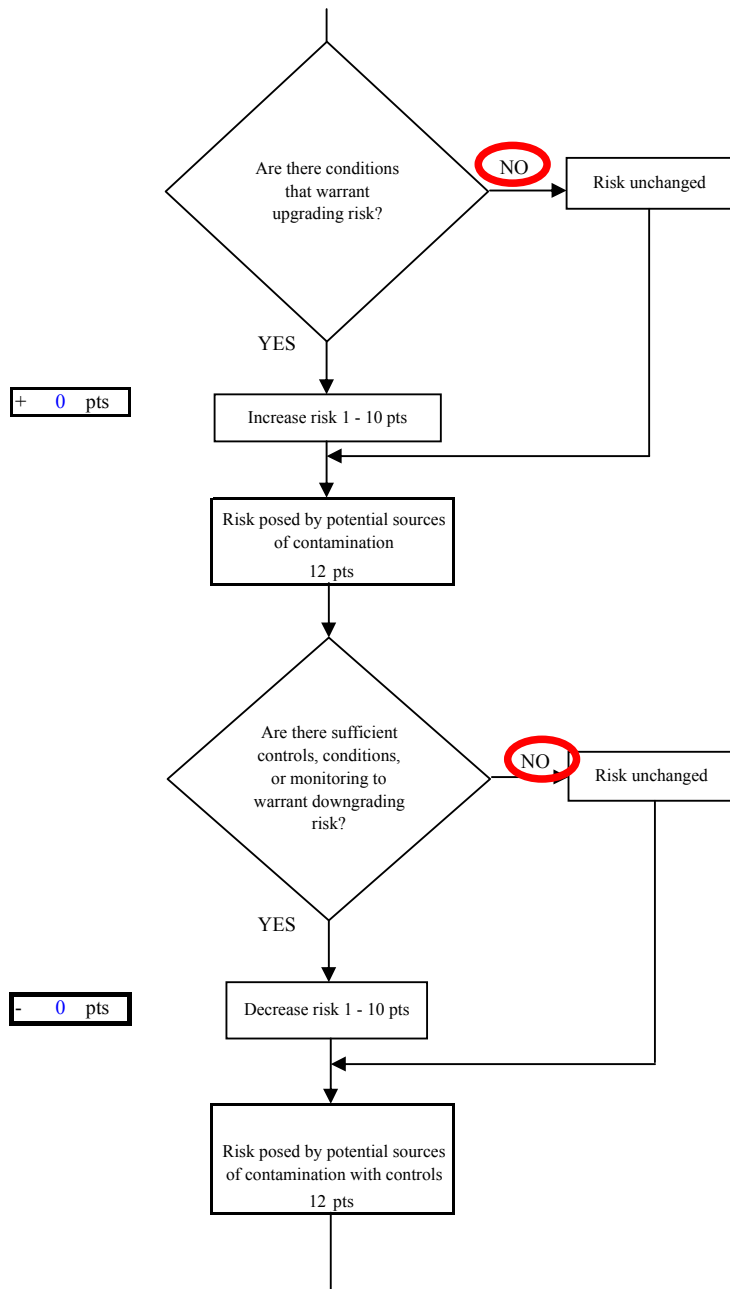 Are there conditions
that warrant
upgrading risk?
NO
Risk unchanged
YES
+ 0 pts
Increase risk 1 - 10 pts
Risk posed by potential sources
of contamination
12 pts
Are there sufficient
controls, conditions,
or monitoring to
warrant downgrading
risk?
NO
Risk unchanged
YES
- 0 pts
Decrease risk 1 - 10 pts
Risk posed by potential sources
of contamination with controls
12 pts